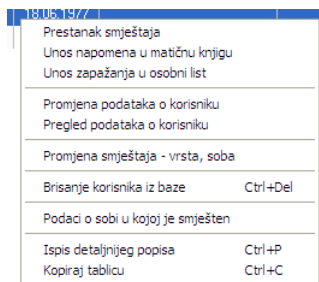 18.06.1977
Prestanak smještaja
Unos napomena u matičnu knjigu
Unos zapažanja u osobni list
Promjena podataka o korisniku
Pregled podataka o korisniku
Promjena smještaja - vrsta, soba
Brisanje korisnika iz baze Ctrl+Del
Podaci o sobi u kojoj je smješten
Ispis detaljnijeg popisa Ctrl+P
Kopiraj tablicu Ctrl+C